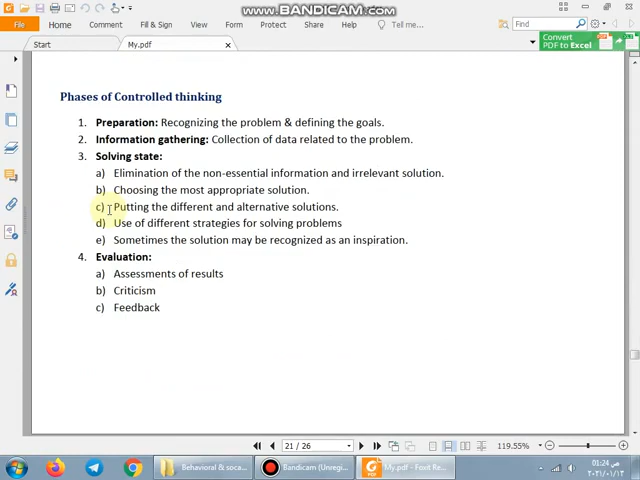 www.BANDICAM.com
File
Home
Comment
Fill & Sign
View
Form
Protect
Share
Tell me...
Find
Start
My.pdf
Convert
PDF to Excel
Phases of Controlled thinking
1. Preparation: Recognizing the problem & defining the goals.
2. Information gathering: Collection of data related to the problem.
3. Solving state:
a) Elimination of the non-essential information and irrelevant solution.
b) Choosing the most appropriate solution.
c) Putting the different and alternative solutions.
d) Use of different strategies for solving problems
e) Sometimes the solution may be recognized as an inspiration.
4. Evaluation:
a) Assessments of results
b) Criticism
c) Feedback
21 / 26
119.55%
Behavioral & soca...
Bandicam (Unregi...
My.pdf - Foxit Re...
01:24 ص